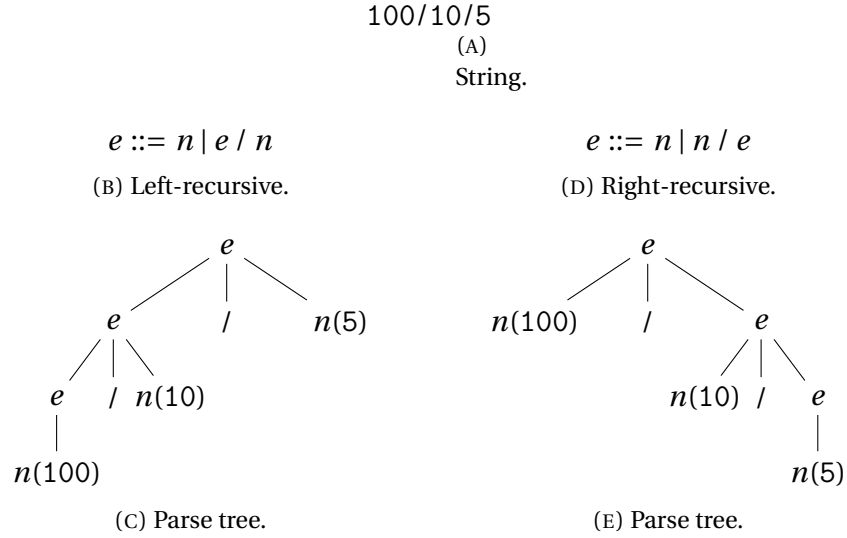 100/10/5
(A)
String.
e ::= n | e / n
(B) Left-recursive.
e
e / n(5)
e / n(10)
n(100)
(C) Parse tree.
e ::= n | n / e
(D) Right-recursive.
e
n(100) / e
n(10) / e
n(5)
(E) Parse tree.